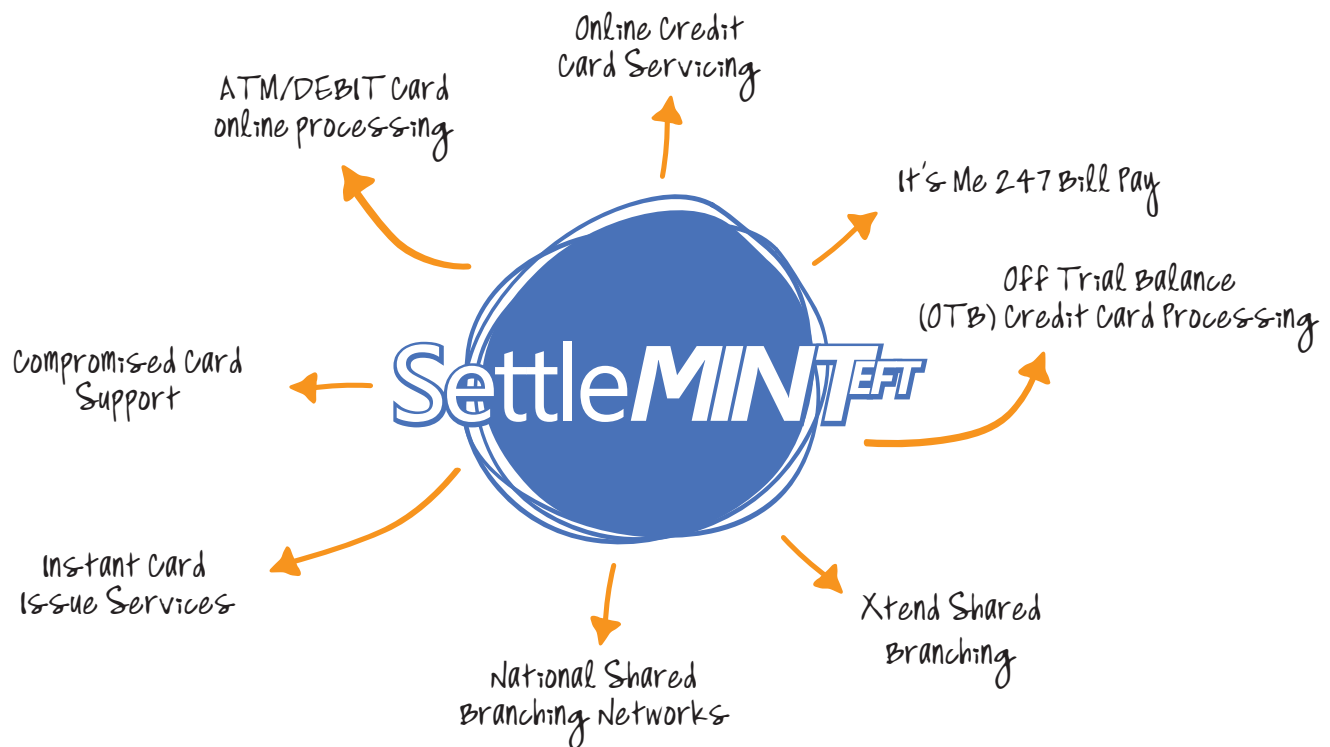 Online Credit
Card Servicing
ATM/DEBIT Card
online processing
It's Me 247 Bill Pay
Off Trial Balance
(OTB) Credit Card Processing
Compromised Card
Support
SettleMINT EFT
Instant Card
Issue Services
Xtend Shared
Branching
National Shared
Branching Networks